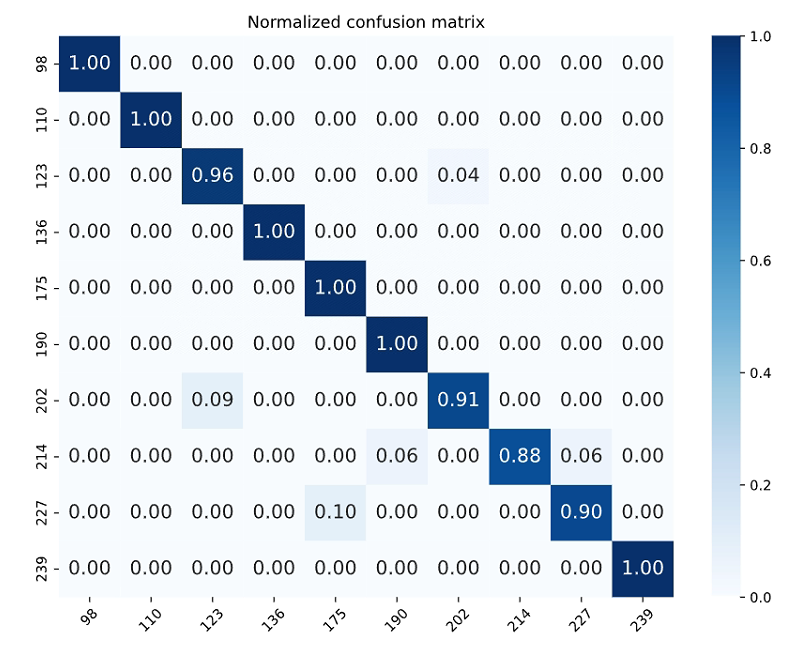 Normalized confusion matrix
98 1.00 0.00 0.00 0.00 0.00 0.00 0.00 0.00 0.00 0.00
110 0.00 1.00 0.00 0.00 0.00 0.00 0.00 0.00 0.00 0.00
123 0.00 0.00 0.96 0.00 0.00 0.00 0.04 0.00 0.00 0.00
136 0.00 0.00 0.00 1.00 0.00 0.00 0.00 0.00 0.00 0.00
175 0.00 0.00 0.00 0.00 1.00 0.00 0.00 0.00 0.00 0.00
190 0.00 0.00 0.00 0.00 0.00 1.00 0.00 0.00 0.00 0.00
202 0.00 0.00 0.09 0.00 0.00 0.00 0.91 0.00 0.00 0.00
214 0.00 0.00 0.00 0.00 0.00 0.06 0.00 0.88 0.06 0.00
227 0.00 0.00 0.00 0.00 0.10 0.00 0.00 0.00 0.90 0.00
239 0.00 0.00 0.00 0.00 0.00 0.00 0.00 0.00 0.00 1.00
98 110 123 136 175 190 202 214 227 239
1.0
0.8
0.6
0.4
0.2
0.0